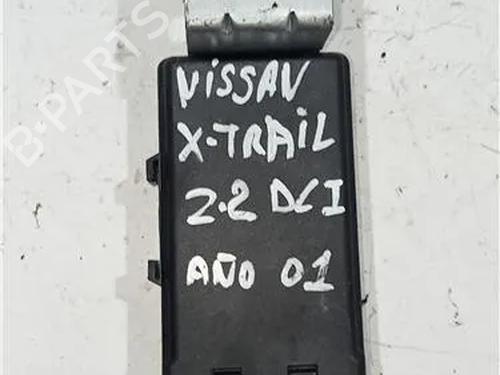 B-PARTS
NISSAN
X-TRAIL
2.2 DCI
AÑO 01